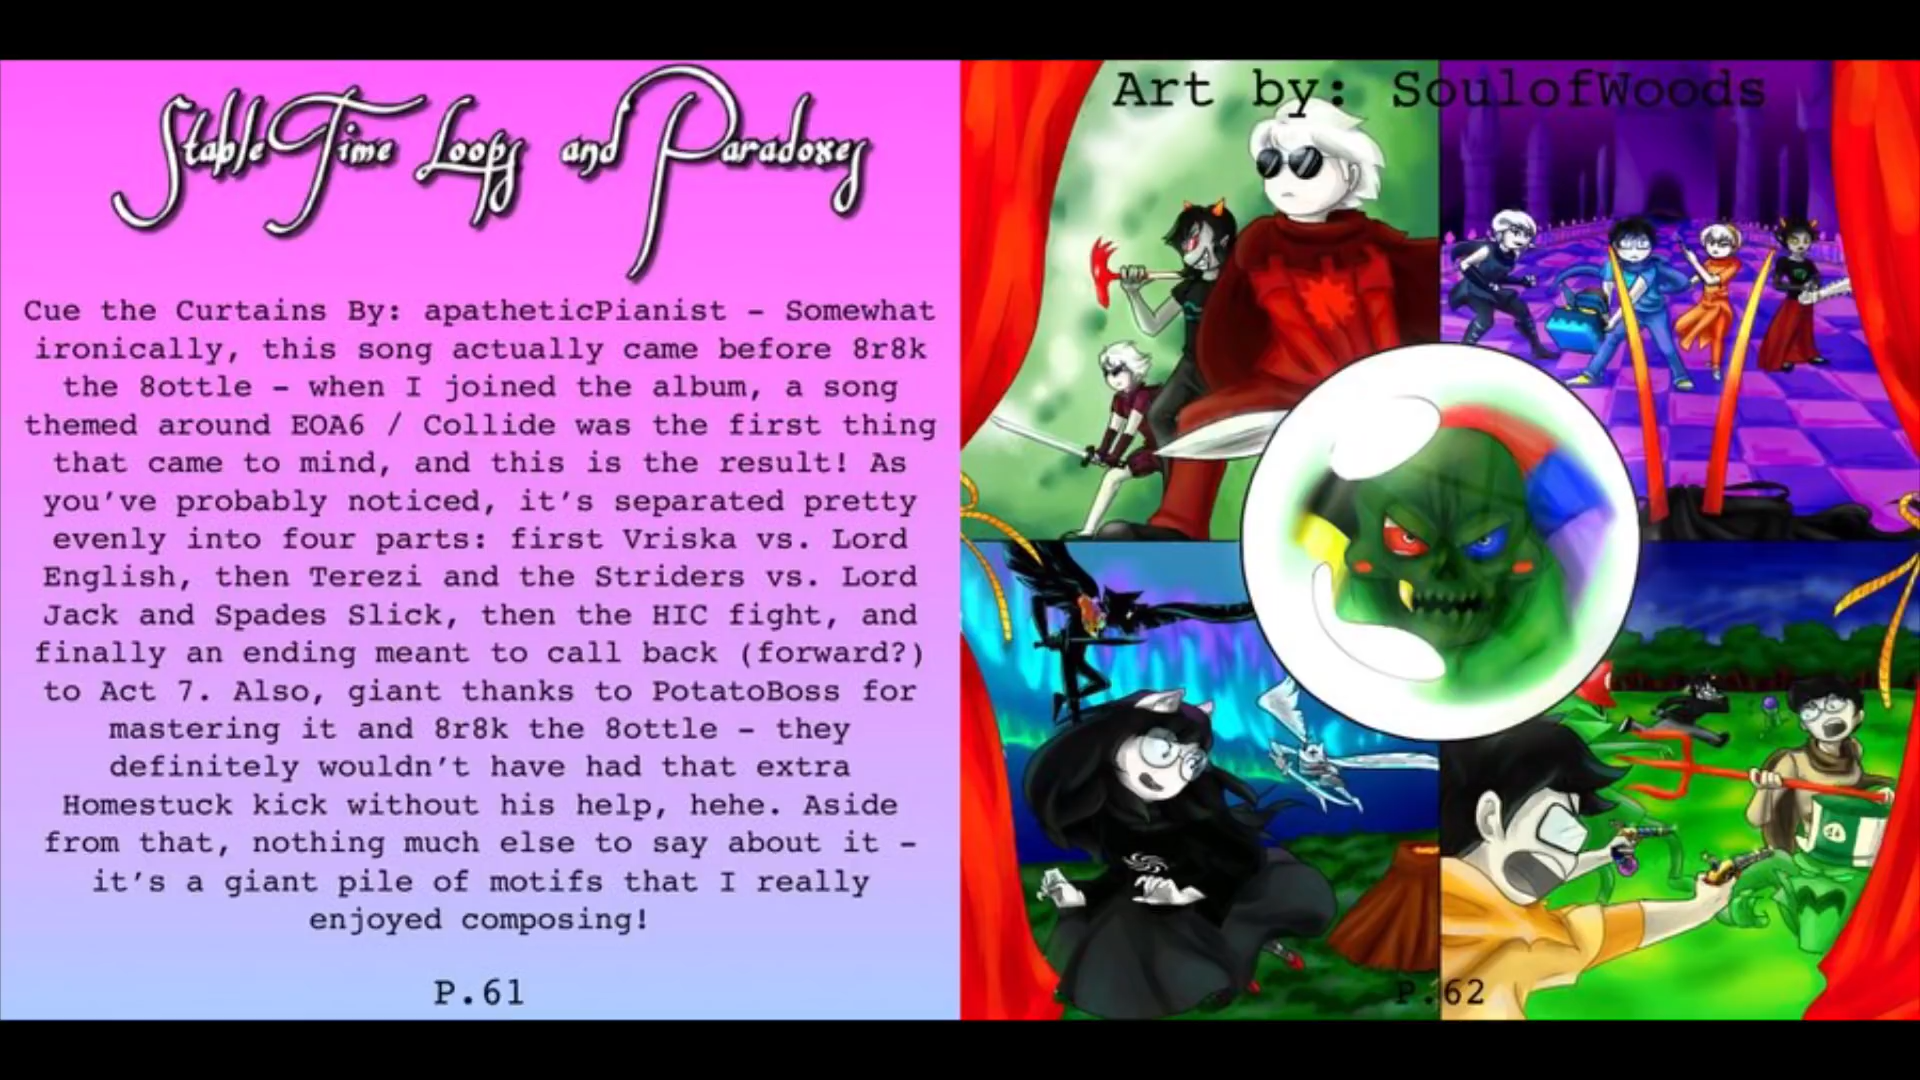 Stable Time Loops and Paradoxes
Cue the Curtains By: apatheticPianist – Somewhat
ironically, this song actually came before 8r8k
the 8ottle – when I joined the album, a song
themed around EOA6 / Collide was the first thing
that came to mind, and this is the result! As
you've probably noticed, it's separated pretty
evenly into four parts: first Vriska vs. Lord
English, then Terezi and the Striders vs. Lord
Jack and Spades Slick, then the HIC fight, and
finally an ending meant to call back (forward?)
to Act 7. Also, giant thanks to PotatoBoss for
mastering it and 8r8k the 8ottle – they
definitely wouldn't have had that extra
Homestuck kick without his help, hehe. Aside
from that, nothing much else to say about it –
it's a giant pile of motifs that I really
enjoyed composing!
P.61
Art by: SoulofWoods
P.62